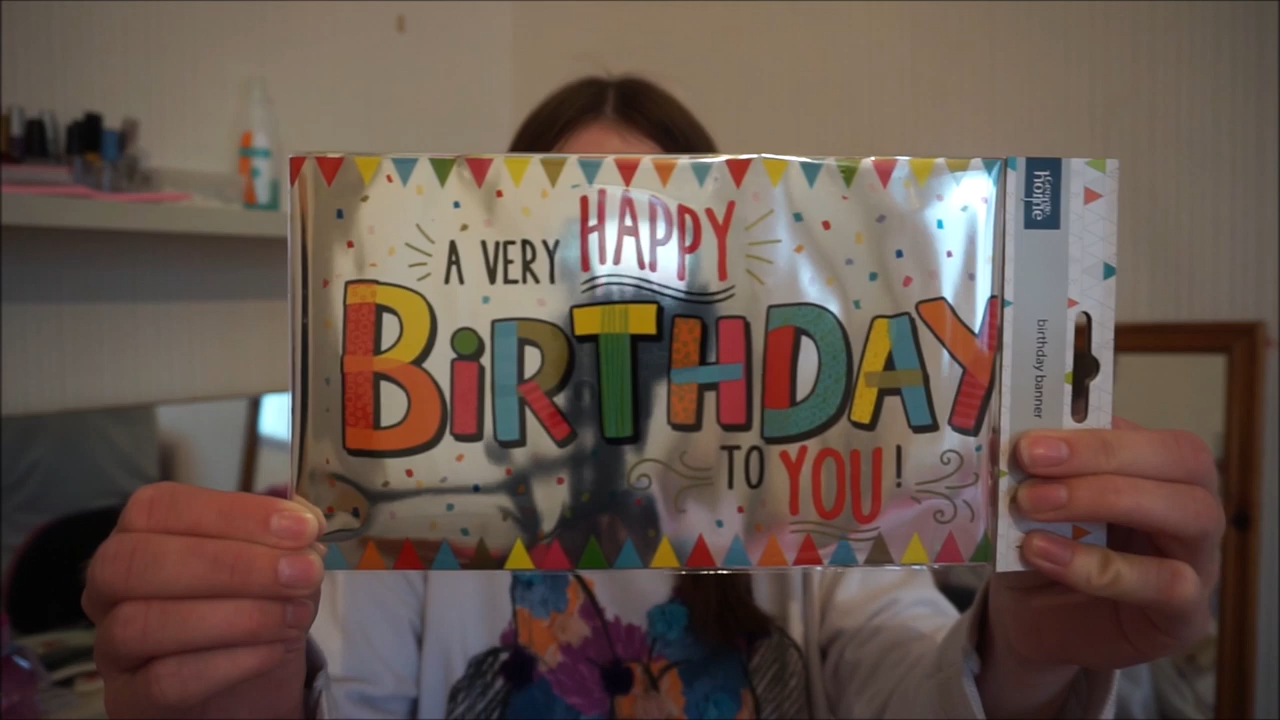 A VERY HAPPY
BiRTHDAY
TO YOU!
George.
home
birthday banner